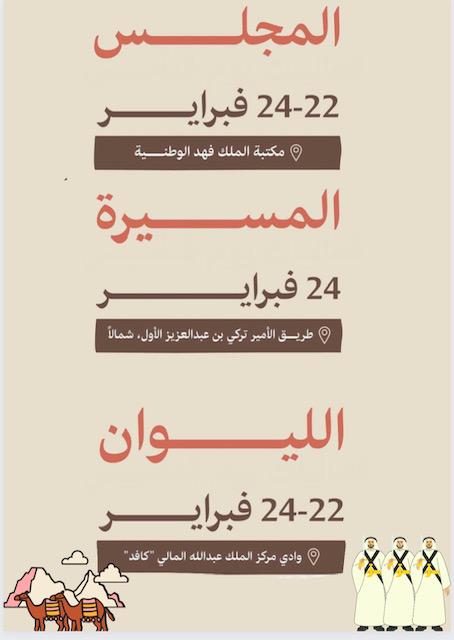 المجلس
22-24 فبراير
مكتبة الملك فهد الوطنية
المسيرة
24 فبراير
طريق الأمير تركي بن عبدالعزيز الأول، شمالاً
الليوان
22-24 فبراير
وادي مركز الملك عبدالله المالي "كافد"